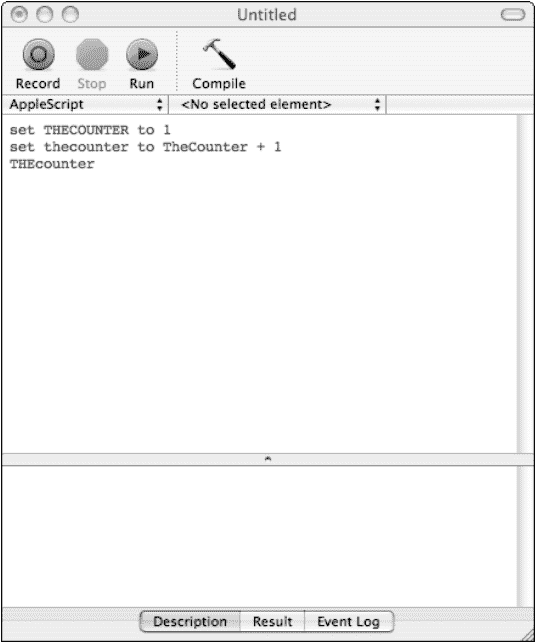 Untitled
Record Stop Run Compile
AppleScript <No selected element>
set THECOUNTER to 1
set thecounter to TheCounter + 1
THEcounter
Description Result Event Log